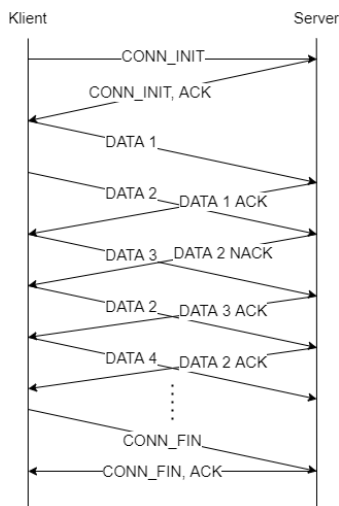 Klient
Server
CONN_INIT
CONN_INIT, ACK
DATA 1
DATA 2
DATA 1 ACK
DATA 3
DATA 2 NACK
DATA 2
DATA 3 ACK
DATA 4
DATA 2 ACK
CONN_FIN
CONN_FIN, ACK